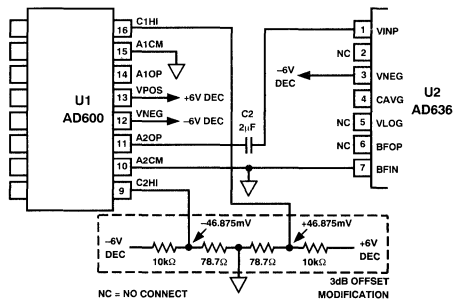 16 C1HI
15 A1CM
14 A1OP
13 VPOS +6V DEC
12 VNEG –6V DEC
11 A2OP
10 A2CM
9 C2HI
U1
AD600
C2
2µF
1 VINP
NC 2
–6V
DEC
3 VNEG
4 CAVG
NC 5 VLOG
NC 6 BFOP
7 BFIN
U2
AD636
–46.875mV
+46.875mV
–6V
DEC
+6V
DEC
10kΩ
78.7Ω
78.7Ω
10kΩ
3dB OFFSET
MODIFICATION
NC = NO CONNECT